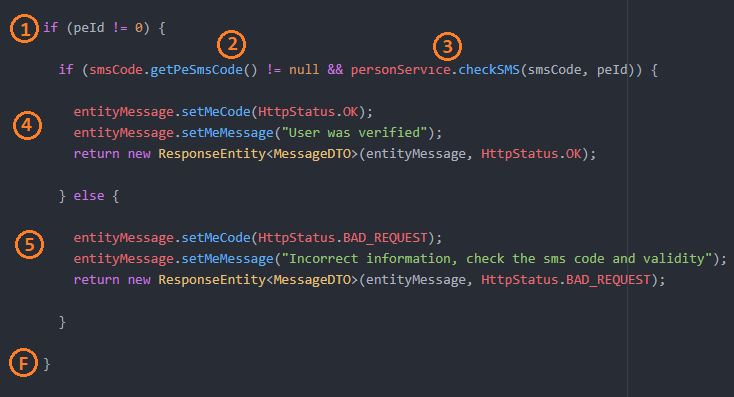 1 if (peId != 0) {
2 3
if (smsCode.getPeSmsCode() != null && personService.checkSMS(smsCode, peId)) {
entityMessage.setMeCode(HttpStatus.OK);
4 entityMessage.setMeMessage("User was verified");
return new ResponseEntity<MessageDTO>(entityMessage, HttpStatus.OK);
} else {
5 entityMessage.setMeCode(HttpStatus.BAD_REQUEST);
entityMessage.setMeMessage("Incorrect information, check the sms code and validity");
return new ResponseEntity<MessageDTO>(entityMessage, HttpStatus.BAD_REQUEST);
}
F }